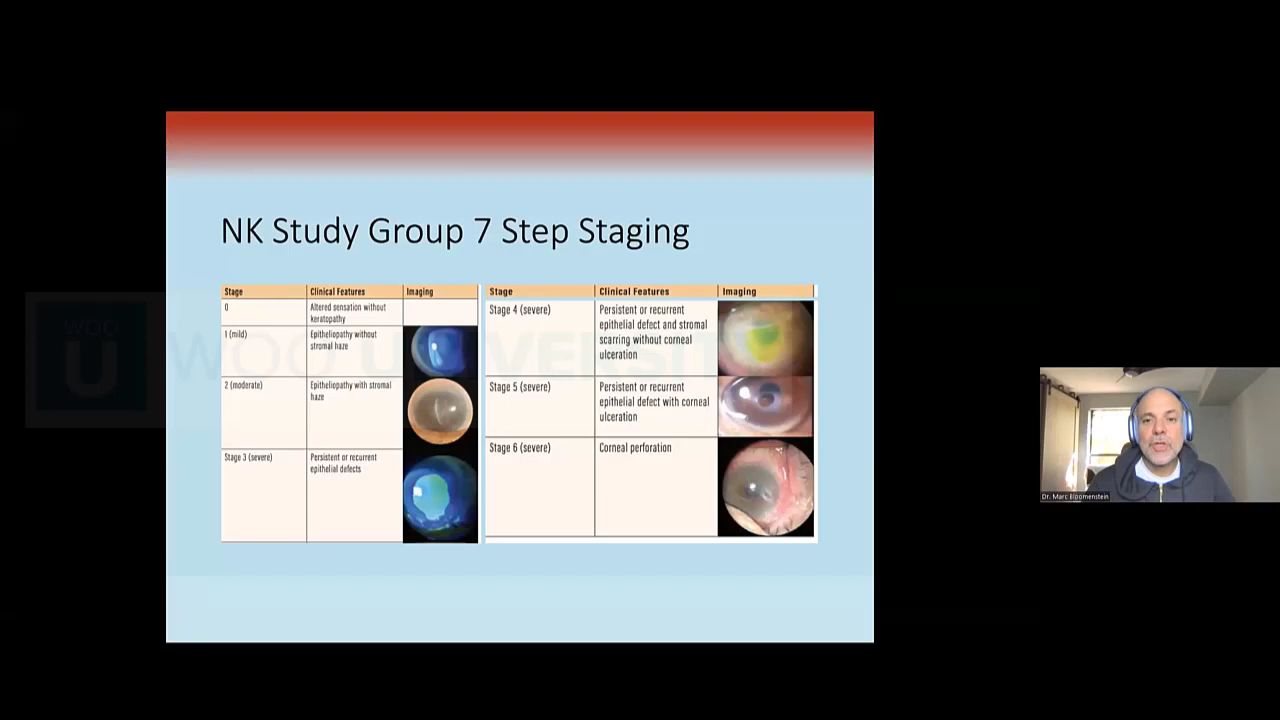 NK Study Group 7 Step Staging
Stage Clinical Features Imaging
0 Altered sensation without
keratopathy
1 (mild) Epitheliopathy without
stromal haze
2 (moderate) Epitheliopathy with stromal
haze
Stage 3 (severe) Persistent or recurrent
epithelial defects
Stage Clinical Features Imaging
Stage 4 (severe) Persistent or recurrent
epithelial defect and stromal
scarring without corneal
ulceration
Stage 5 (severe) Persistent or recurrent
epithelial defect with corneal
ulceration
Stage 6 (severe) Corneal perforation
WOO
U
WOO UNIVERSIT
Dr. Marc Bloomenstein